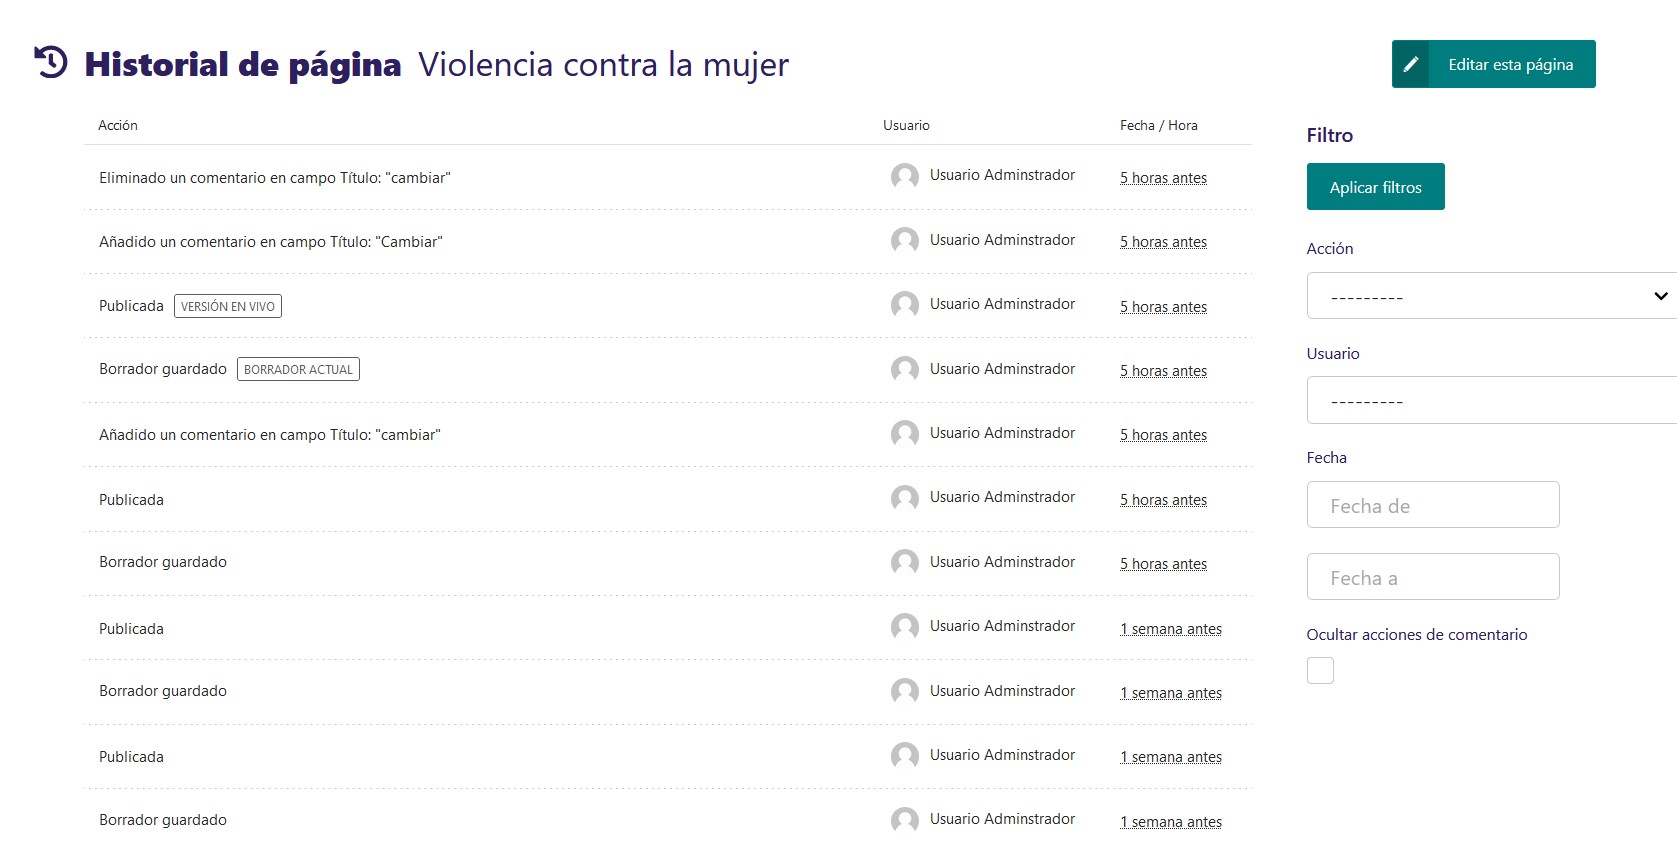 Historial de página Violencia contra la mujer
Editar esta página
Acción Usuario Fecha / Hora
Eliminado un comentario en campo Título: "cambiar" Usuario Adminstrador 5 horas antes
Añadido un comentario en campo Título: "Cambiar" Usuario Adminstrador 5 horas antes
Publicada VERSIÓN EN VIVO Usuario Adminstrador 5 horas antes
Borrador guardado BORRADOR ACTUAL Usuario Adminstrador 5 horas antes
Añadido un comentario en campo Título: "cambiar" Usuario Adminstrador 5 horas antes
Publicada Usuario Adminstrador 5 horas antes
Borrador guardado Usuario Adminstrador 5 horas antes
Publicada Usuario Adminstrador 1 semana antes
Borrador guardado Usuario Adminstrador 1 semana antes
Publicada Usuario Adminstrador 1 semana antes
Borrador guardado Usuario Adminstrador 1 semana antes
Filtro
Aplicar filtros
Acción
---------
Usuario
---------
Fecha
Fecha de
Fecha a
Ocultar acciones de comentario